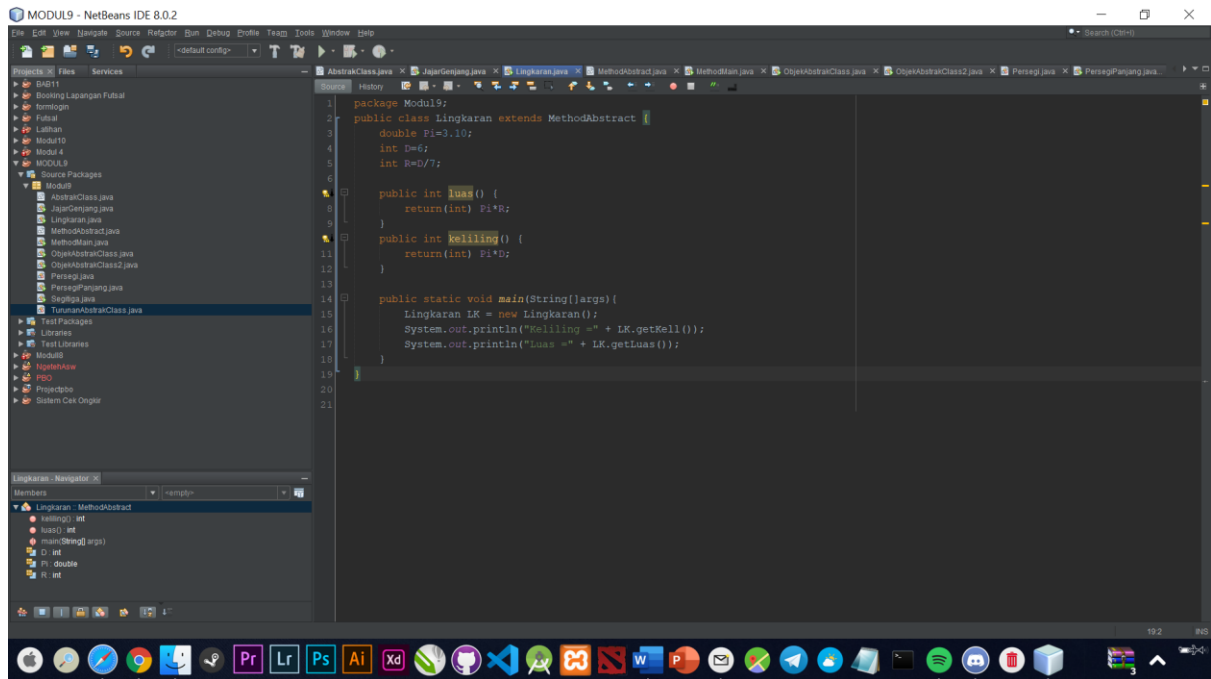 MODUL9 - NetBeans IDE 8.0.2
File Edit View Navigate Source Refactor Run Debug Profile Team Tools Window Help
Search (Ctrl+I)
<default config>
Projects Files Services
BAB11
Booking Lapangan Futsal
formlogin
Futsal
Latihan
Modul10
Modul 4
MODUL9
Source Packages
Modul9
AbstrakClass.java
JajarGenjang.java
Lingkaran.java
MethodAbstract.java
MethodMain.java
ObjekAbstrakClass.java
ObjekAbstrakClass2.java
Persegi.java
PersegiPanjang.java
Segitiga.java
TurunanAbstrakClass.java
Test Packages
Libraries
Test Libraries
Modul8
NgetehAsw
PBO
Projectpbo
Sistem Cek Ongkir
Lingkaran - Navigator
Members <empty>
Lingkaran :: MethodAbstract
keliling() : int
luas() : int
main(String[] args)
D : int
Pi : double
R : int
AbstrakClass.java JajarGenjang.java Lingkaran.java MethodAbstract.java MethodMain.java ObjekAbstrakClass.java ObjekAbstrakClass2.java Persegi.java PersegiPanjang.java...
Source History
1 package Modul9;
2 public class Lingkaran extends MethodAbstract {
3 double Pi=3.10;
4 int D=6;
5 int R=D/7;
6
public int luas() {
8 return(int) Pi*R;
9 }
public int keliling() {
11 return(int) Pi*D;
12 }
13
14 public static void main(String[]args){
15 Lingkaran LK = new Lingkaran();
16 System.out.println("Keliling =" + LK.getKell());
17 System.out.println("Luas =" + LK.getLuas());
18 }
19 }
20
21
19:2 INS
Pr Lr Ps Ai Xd W P 3